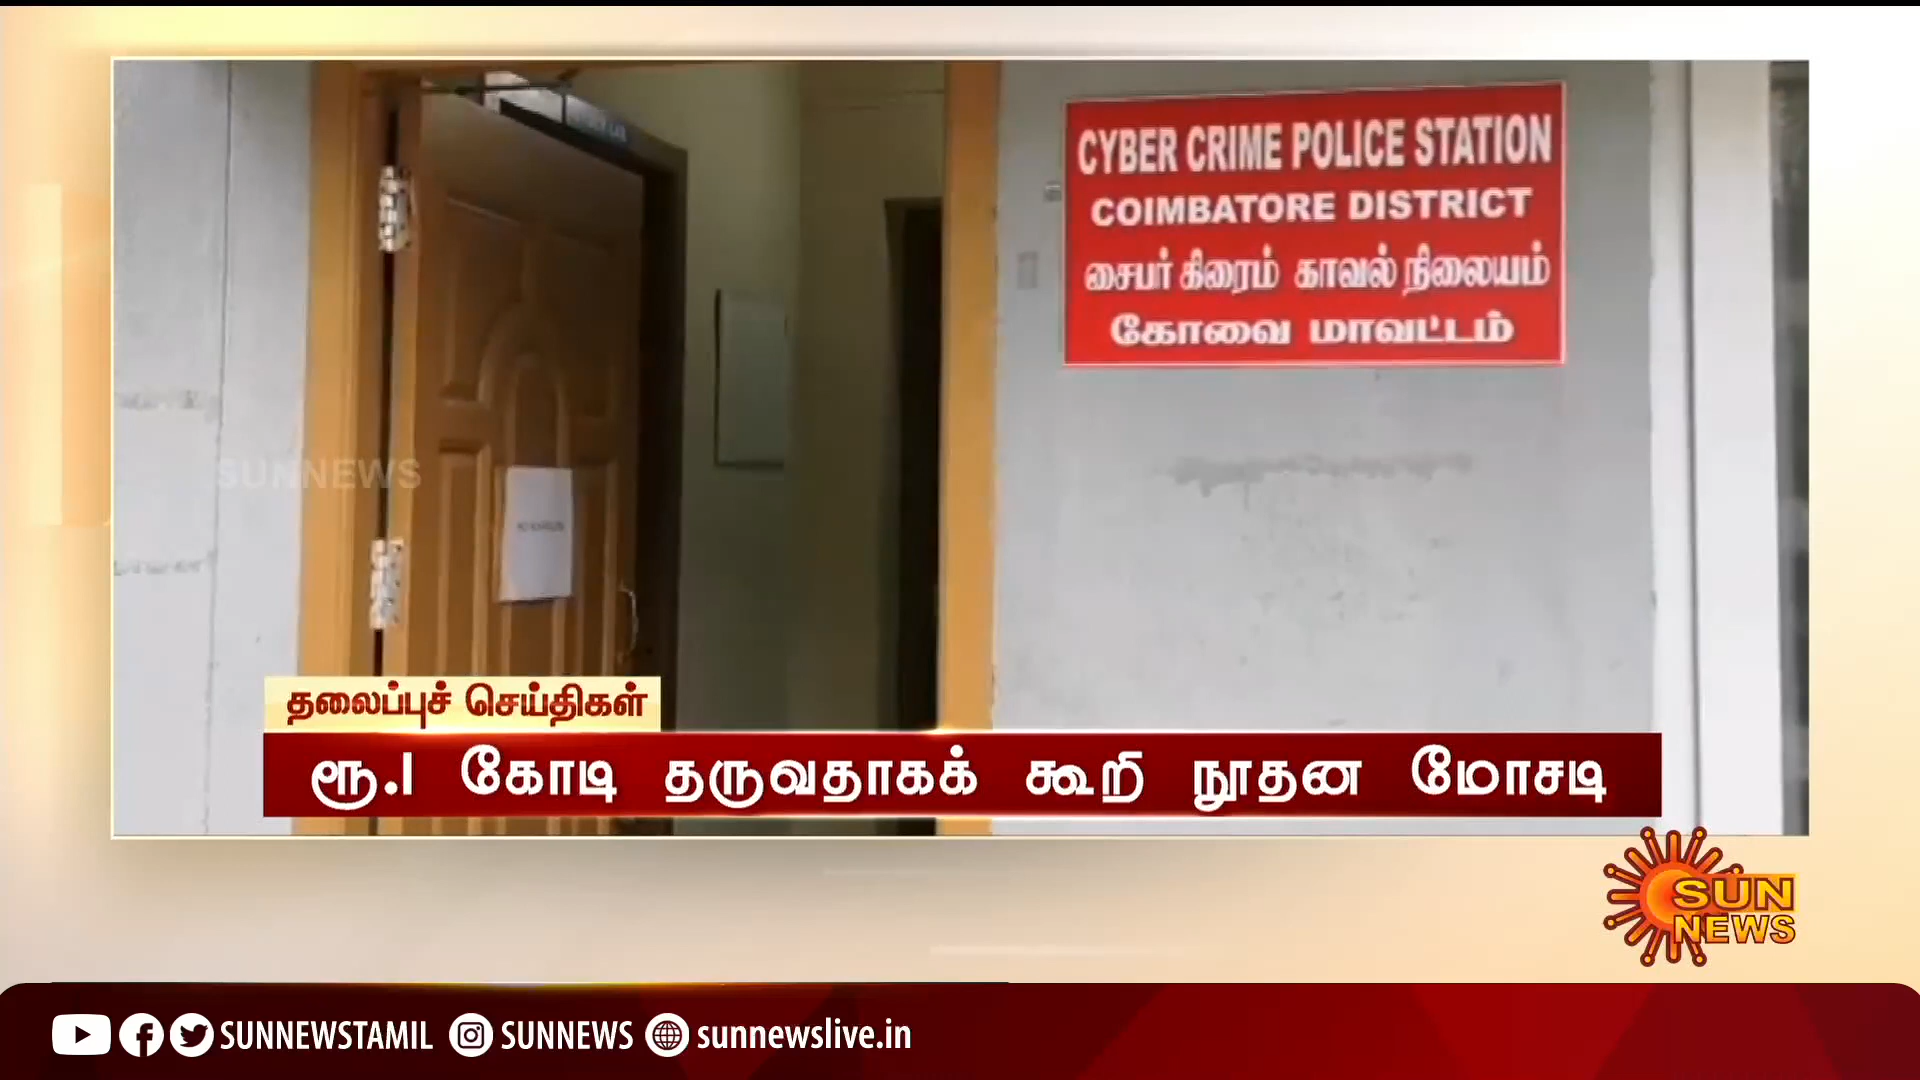 CYBER CRIME POLICE STATION
COIMBATORE DISTRICT
சைபர் கிரைம் காவல் நிலையம்
கோவை மாவட்டம்
SUNNEWS
தலைப்புச் செய்திகள்
ரூ.1 கோடி தருவதாகக் கூறி நூதன மோசடி
SUN
NEWS
SUNNEWSTAMIL SUNNEWS sunnewslive.in